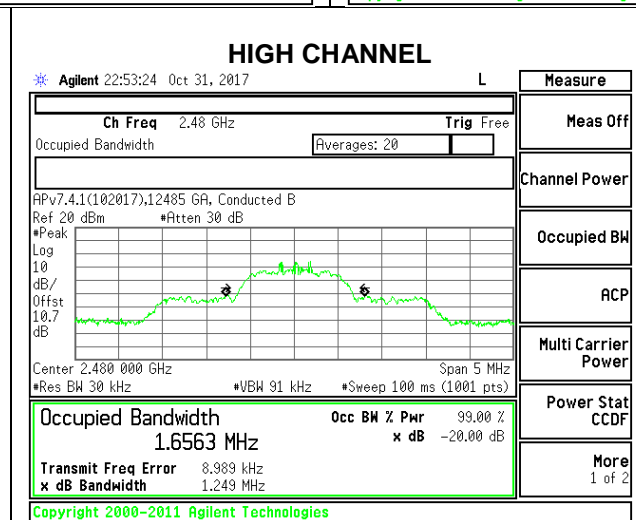 HIGH CHANNEL
Agilent 22:53:24 Oct 31, 2017 L
Measure
Ch Freq 2.48 GHz Trig Free
Occupied Bandwidth Averages: 20
APv7.4.1(102017),12485 GA, Conducted B
Ref 20 dBm #Atten 30 dB
#Peak
Log
10
dB/
Offst
10.7
dB
Center 2.480 000 GHz Span 5 MHz
#Res BW 30 kHz #VBW 91 kHz #Sweep 100 ms (1001 pts)
Occupied Bandwidth Occ BW % Pwr 99.00 %
1.6563 MHz x dB -20.00 dB
Transmit Freq Error 8.989 kHz
x dB Bandwidth 1.249 MHz
Copyright 2000-2011 Agilent Technologies
Meas Off
Channel Power
Occupied BW
ACP
Multi Carrier
Power
Power Stat
CCDF
More
1 of 2